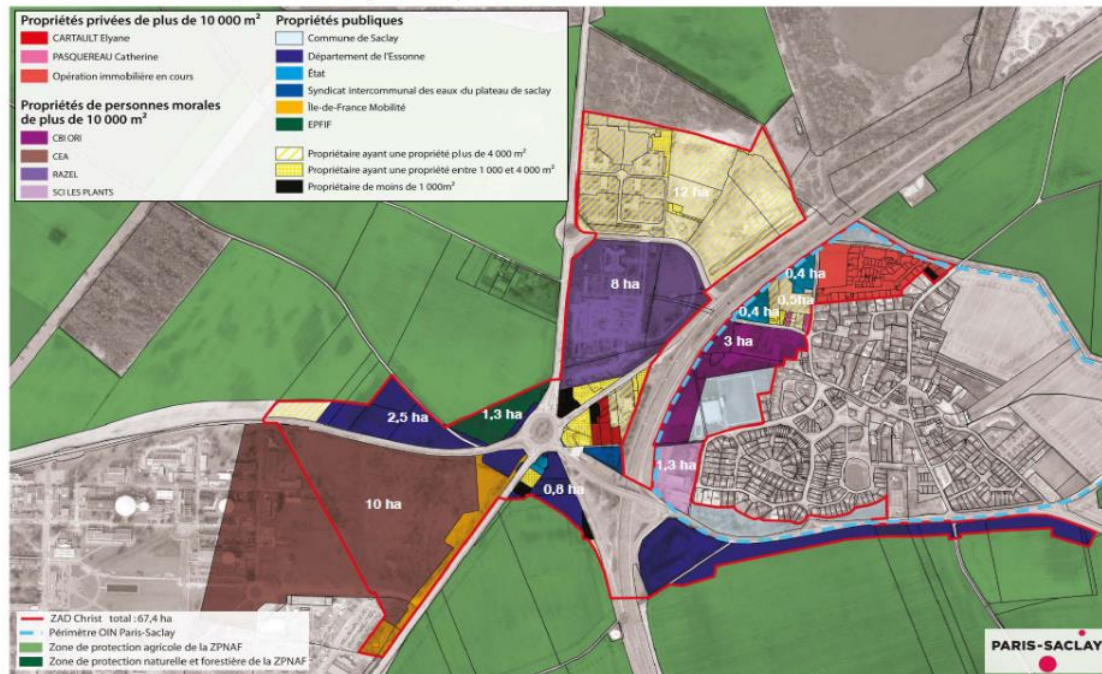 Propriétés privées de plus de 10 000 m²
CARTAULT Elyane
PASQUEREAU Catherine
Opération immobilière en cours
Propriétés de personnes morales
de plus de 10 000 m²
CBI ORI
CEA
RAZEL
SCI LES PLANTS
Propriétés publiques
Commune de Saclay
Département de l'Essonne
État
Syndicat intercommunal des eaux du plateau de saclay
Île-de-France Mobilité
EPFIF
Propriétaire ayant une propriété plus de 4 000 m²
Propriétaire ayant une propriété entre 1 000 et 4 000 m²
Propriétaire de moins de 1 000m²
12 ha
8 ha
0,4 ha
0,5ha
0,4 ha
3 ha
2,5 ha
1,3 ha
1,3 ha
10 ha
0,8 ha
ZAD Christ total : 67,4 ha
Périmètre OIN Paris-Saclay
Zone de protection agricole de la ZPNAF
Zone de protection naturelle et forestière de la ZPNAF
PARIS-SACLAY